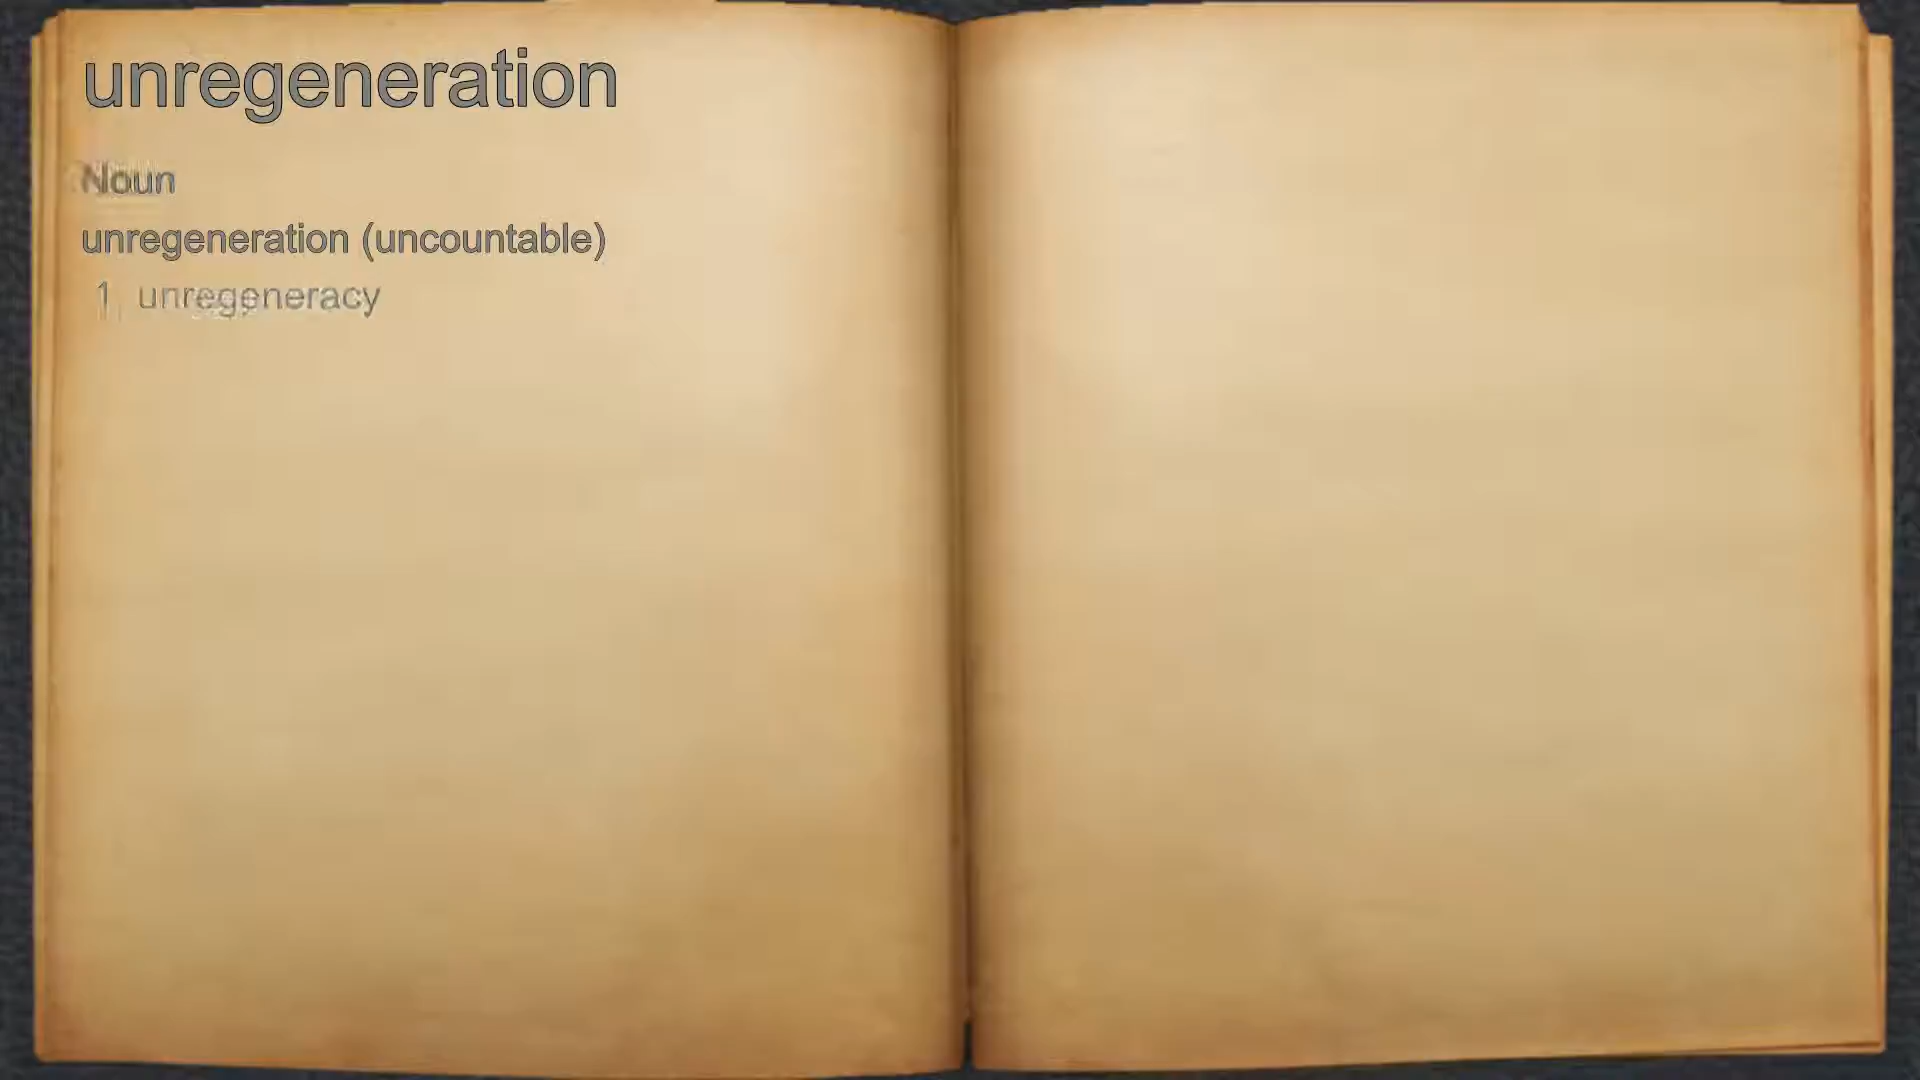 unregeneration
Noun
unregeneration (uncountable)
1. unregeneracy